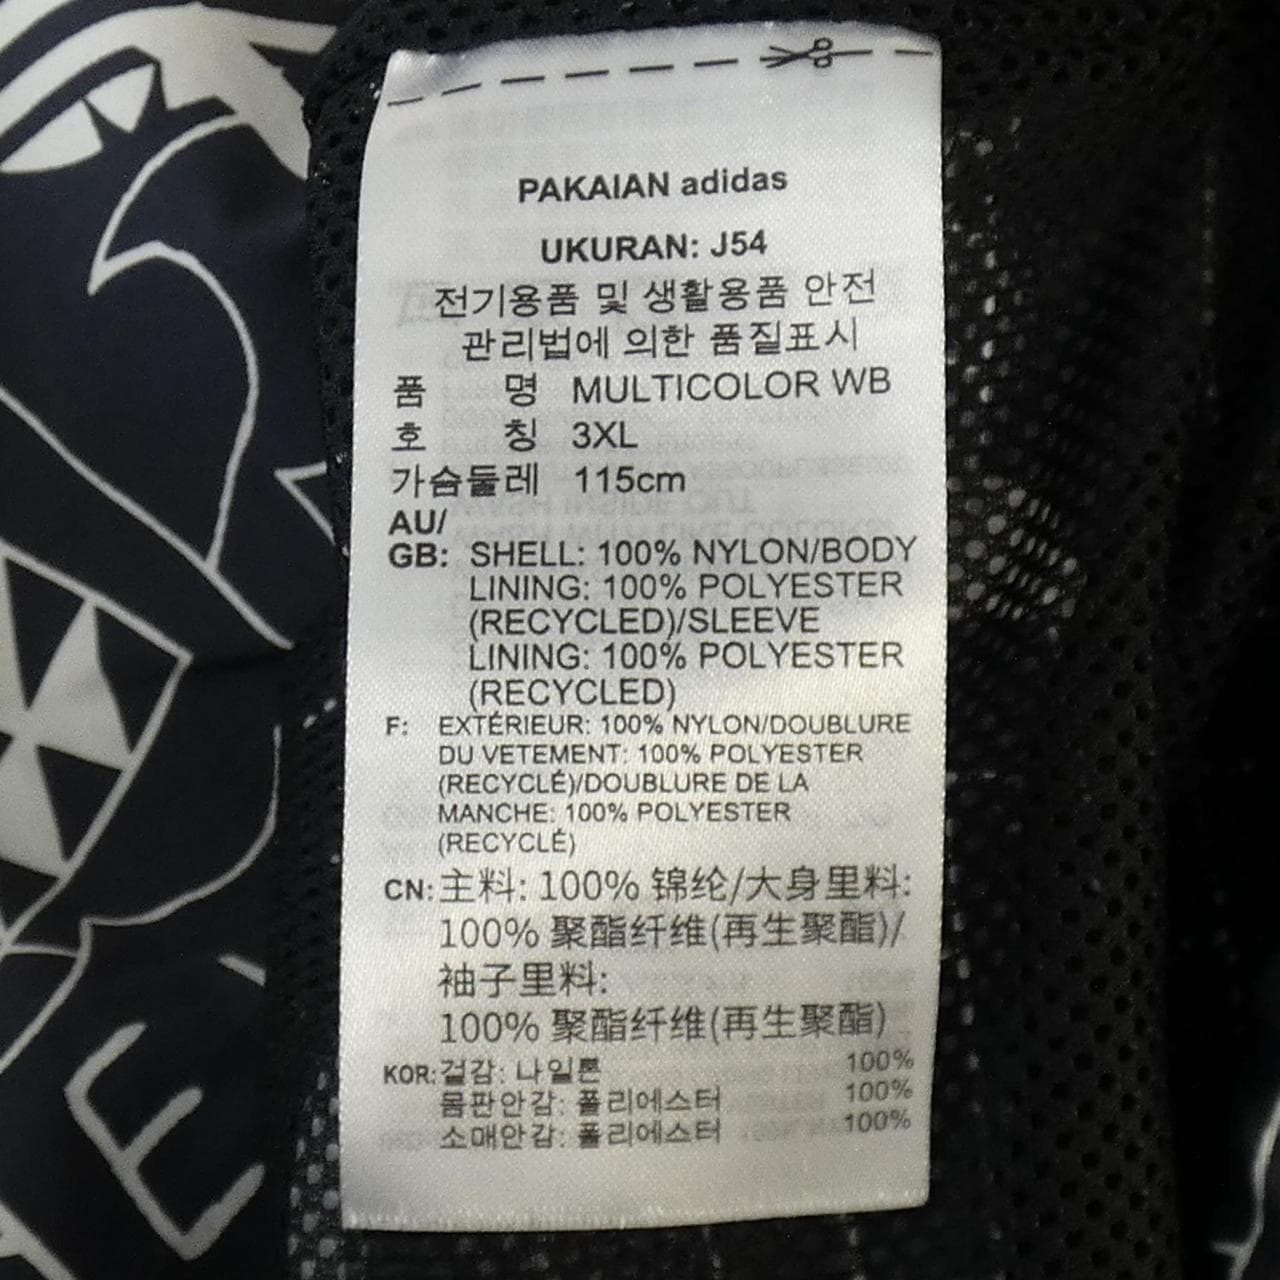 PAKAIAN adidas
UKURAN: J54
전기용품 및 생활용품 안전
관리법에 의한 품질표시
품 명 MULTICOLOR WB
호 칭 3XL
가슴둘레 115cm
AU/
GB: SHELL: 100% NYLON/BODY
LINING: 100% POLYESTER
(RECYCLED)/SLEEVE
LINING: 100% POLYESTER
(RECYCLED)
F: EXTÉRIEUR: 100% NYLON/DOUBLURE
DU VETEMENT: 100% POLYESTER
(RECYCLÉ)/DOUBLURE DE LA
MANCHE: 100% POLYESTER
(RECYCLÉ)
CN: 主料: 100% 锦纶/大身里料:
100% 聚酯纤维(再生聚酯)/
袖子里料:
100% 聚酯纤维(再生聚酯)
KOR: 겉감: 나일론 100%
몸판안감: 폴리에스터 100%
소매안감: 폴리에스터 100%